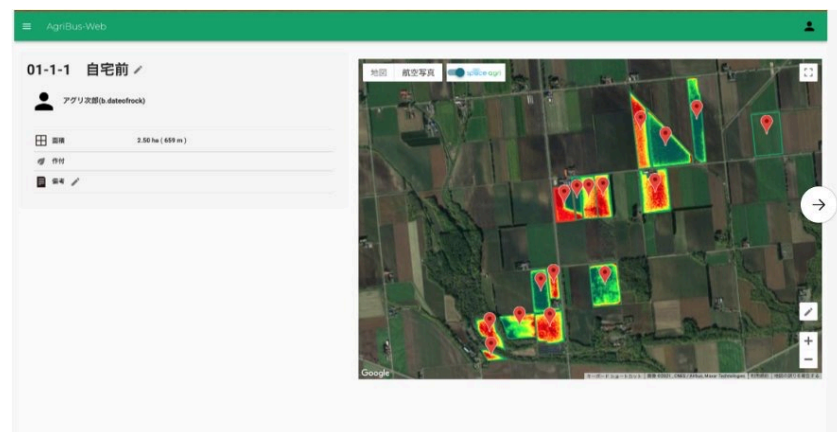 AgriBus-Web
01-1-1 自宅前
アグリ次郎(b.dateofrock)
面積 2.50 ha ( 659 m )
作付
備考
地図 航空写真 space-agri
Google